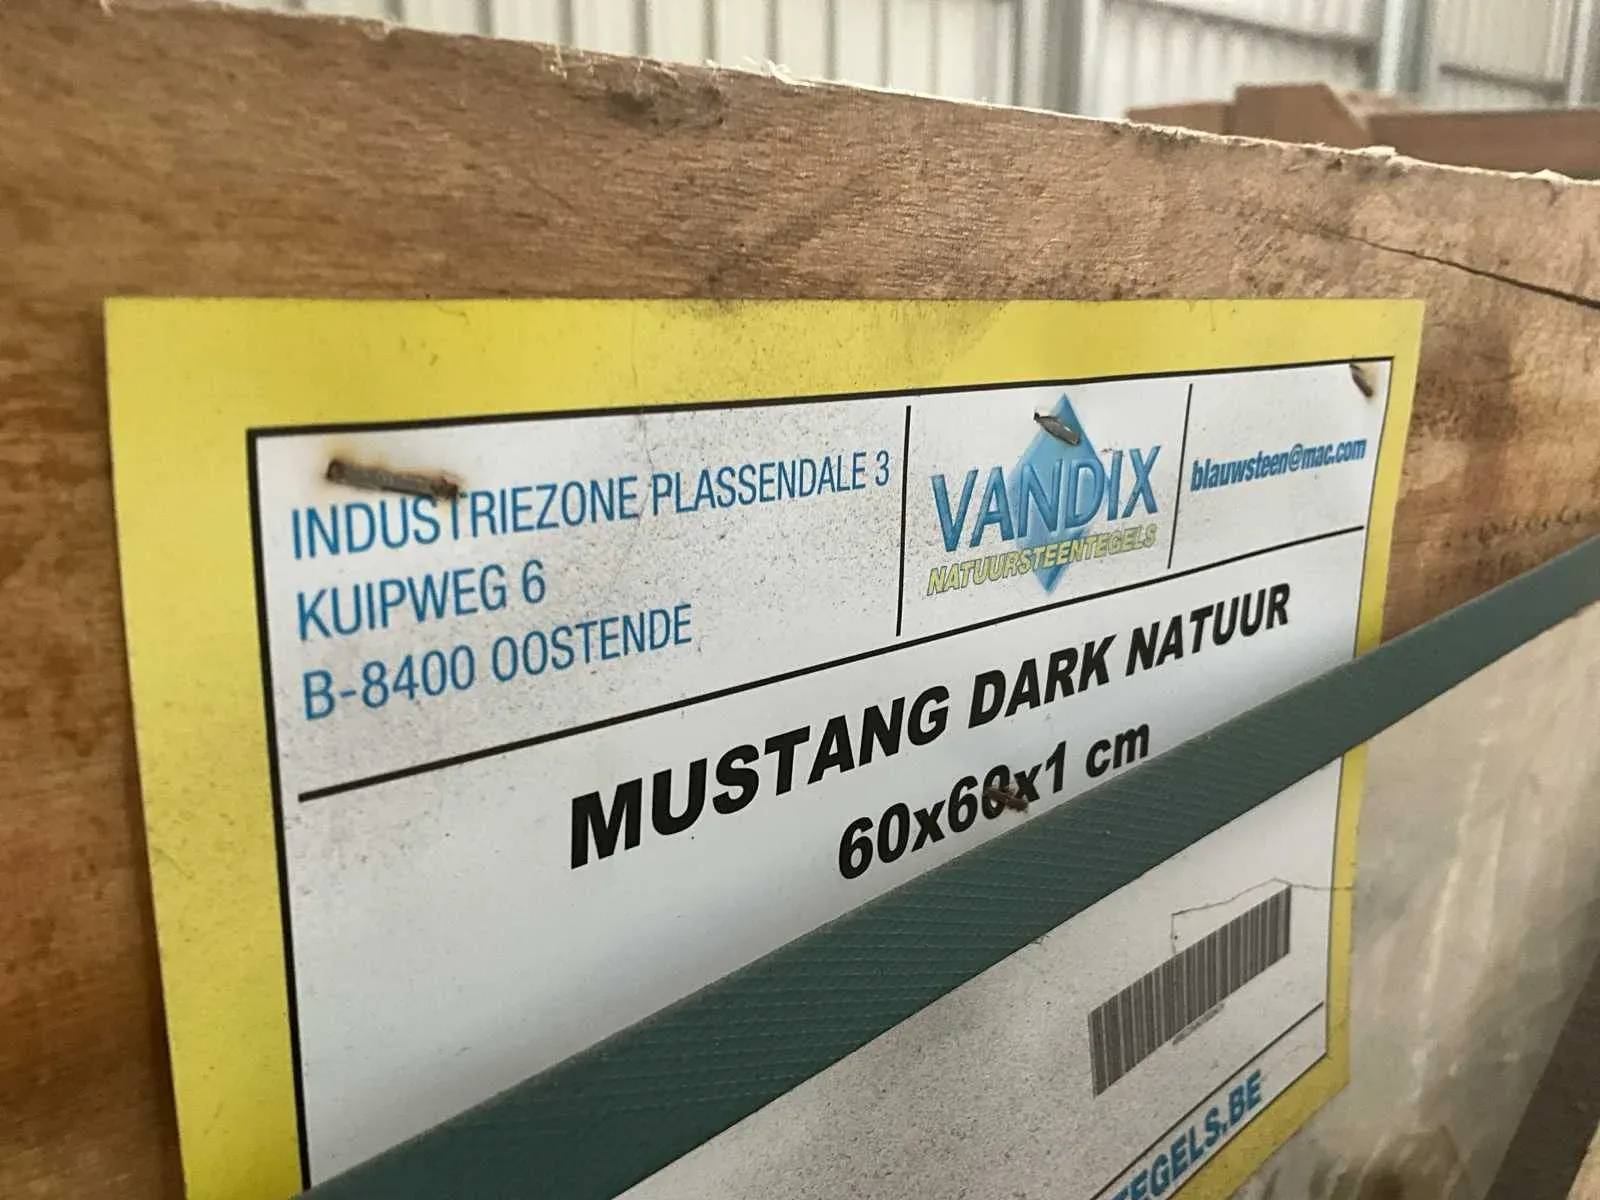 INDUSTRIEZONE PLASSENDALE 3
KUIPWEG 6
B-8400 OOSTENDE
VANDIX
NATUURSTEENTEGELS
blauwsteen@mac.com
MUSTANG DARK NATUUR
60x60x1 cm
TEGELS.BE